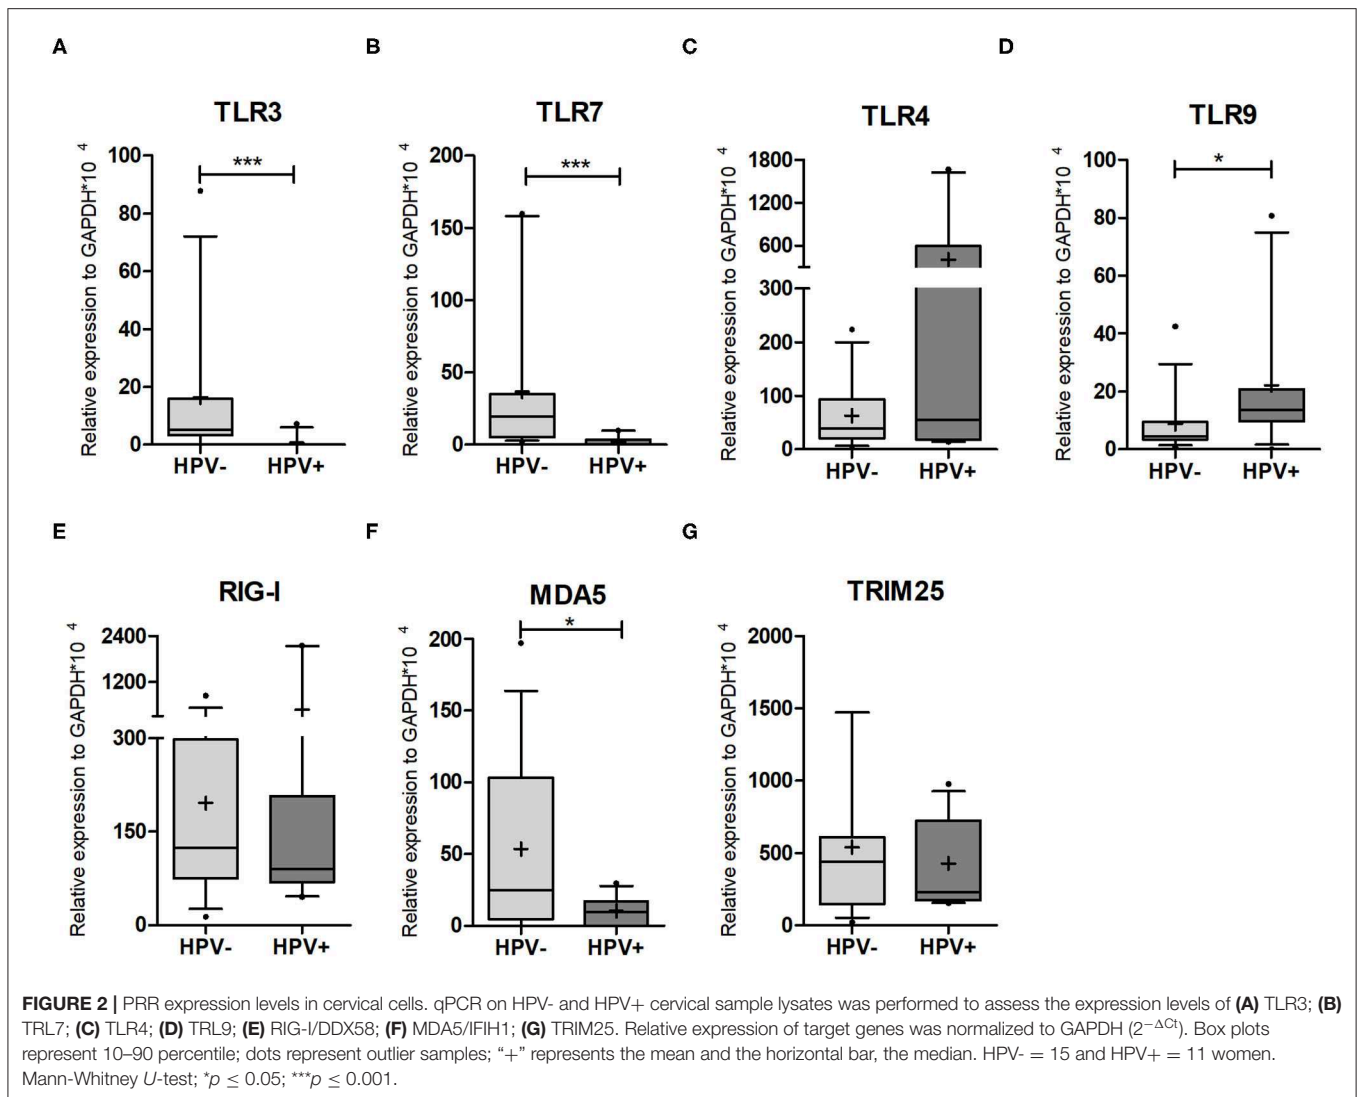 A
B
C
D
TLR3
TLR7
TLR4
TLR9
Relative expression to GAPDH*10 4
100
80
60
40
20
0
***
HPV-
HPV+
Relative expression to GAPDH*10 4
200
150
100
50
0
***
HPV-
HPV+
Relative expression to GAPDH*10 4
1800
1200
600
300
200
100
0
HPV-
HPV+
Relative expression to GAPDH*10 4
100
80
60
40
20
0
*
HPV-
HPV+
E
F
G
RIG-I
MDA5
TRIM25
Relative expression to GAPDH*10 4
2400
1200
300
150
0
HPV-
HPV+
Relative expression to GAPDH*10 4
200
150
100
50
0
*
HPV-
HPV+
Relative expression to GAPDH*10 4
2000
1500
1000
500
0
HPV-
HPV+
FIGURE 2 | PRR expression levels in cervical cells. qPCR on HPV- and HPV+ cervical sample lysates was performed to assess the expression levels of (A) TLR3; (B)
TRL7; (C) TLR4; (D) TRL9; (E) RIG-I/DDX58; (F) MDA5/IFIH1; (G) TRIM25. Relative expression of target genes was normalized to GAPDH (2−ΔCt). Box plots
represent 10–90 percentile; dots represent outlier samples; “+” represents the mean and the horizontal bar, the median. HPV- = 15 and HPV+ = 11 women.
Mann-Whitney U-test; *p ≤ 0.05; ***p ≤ 0.001.